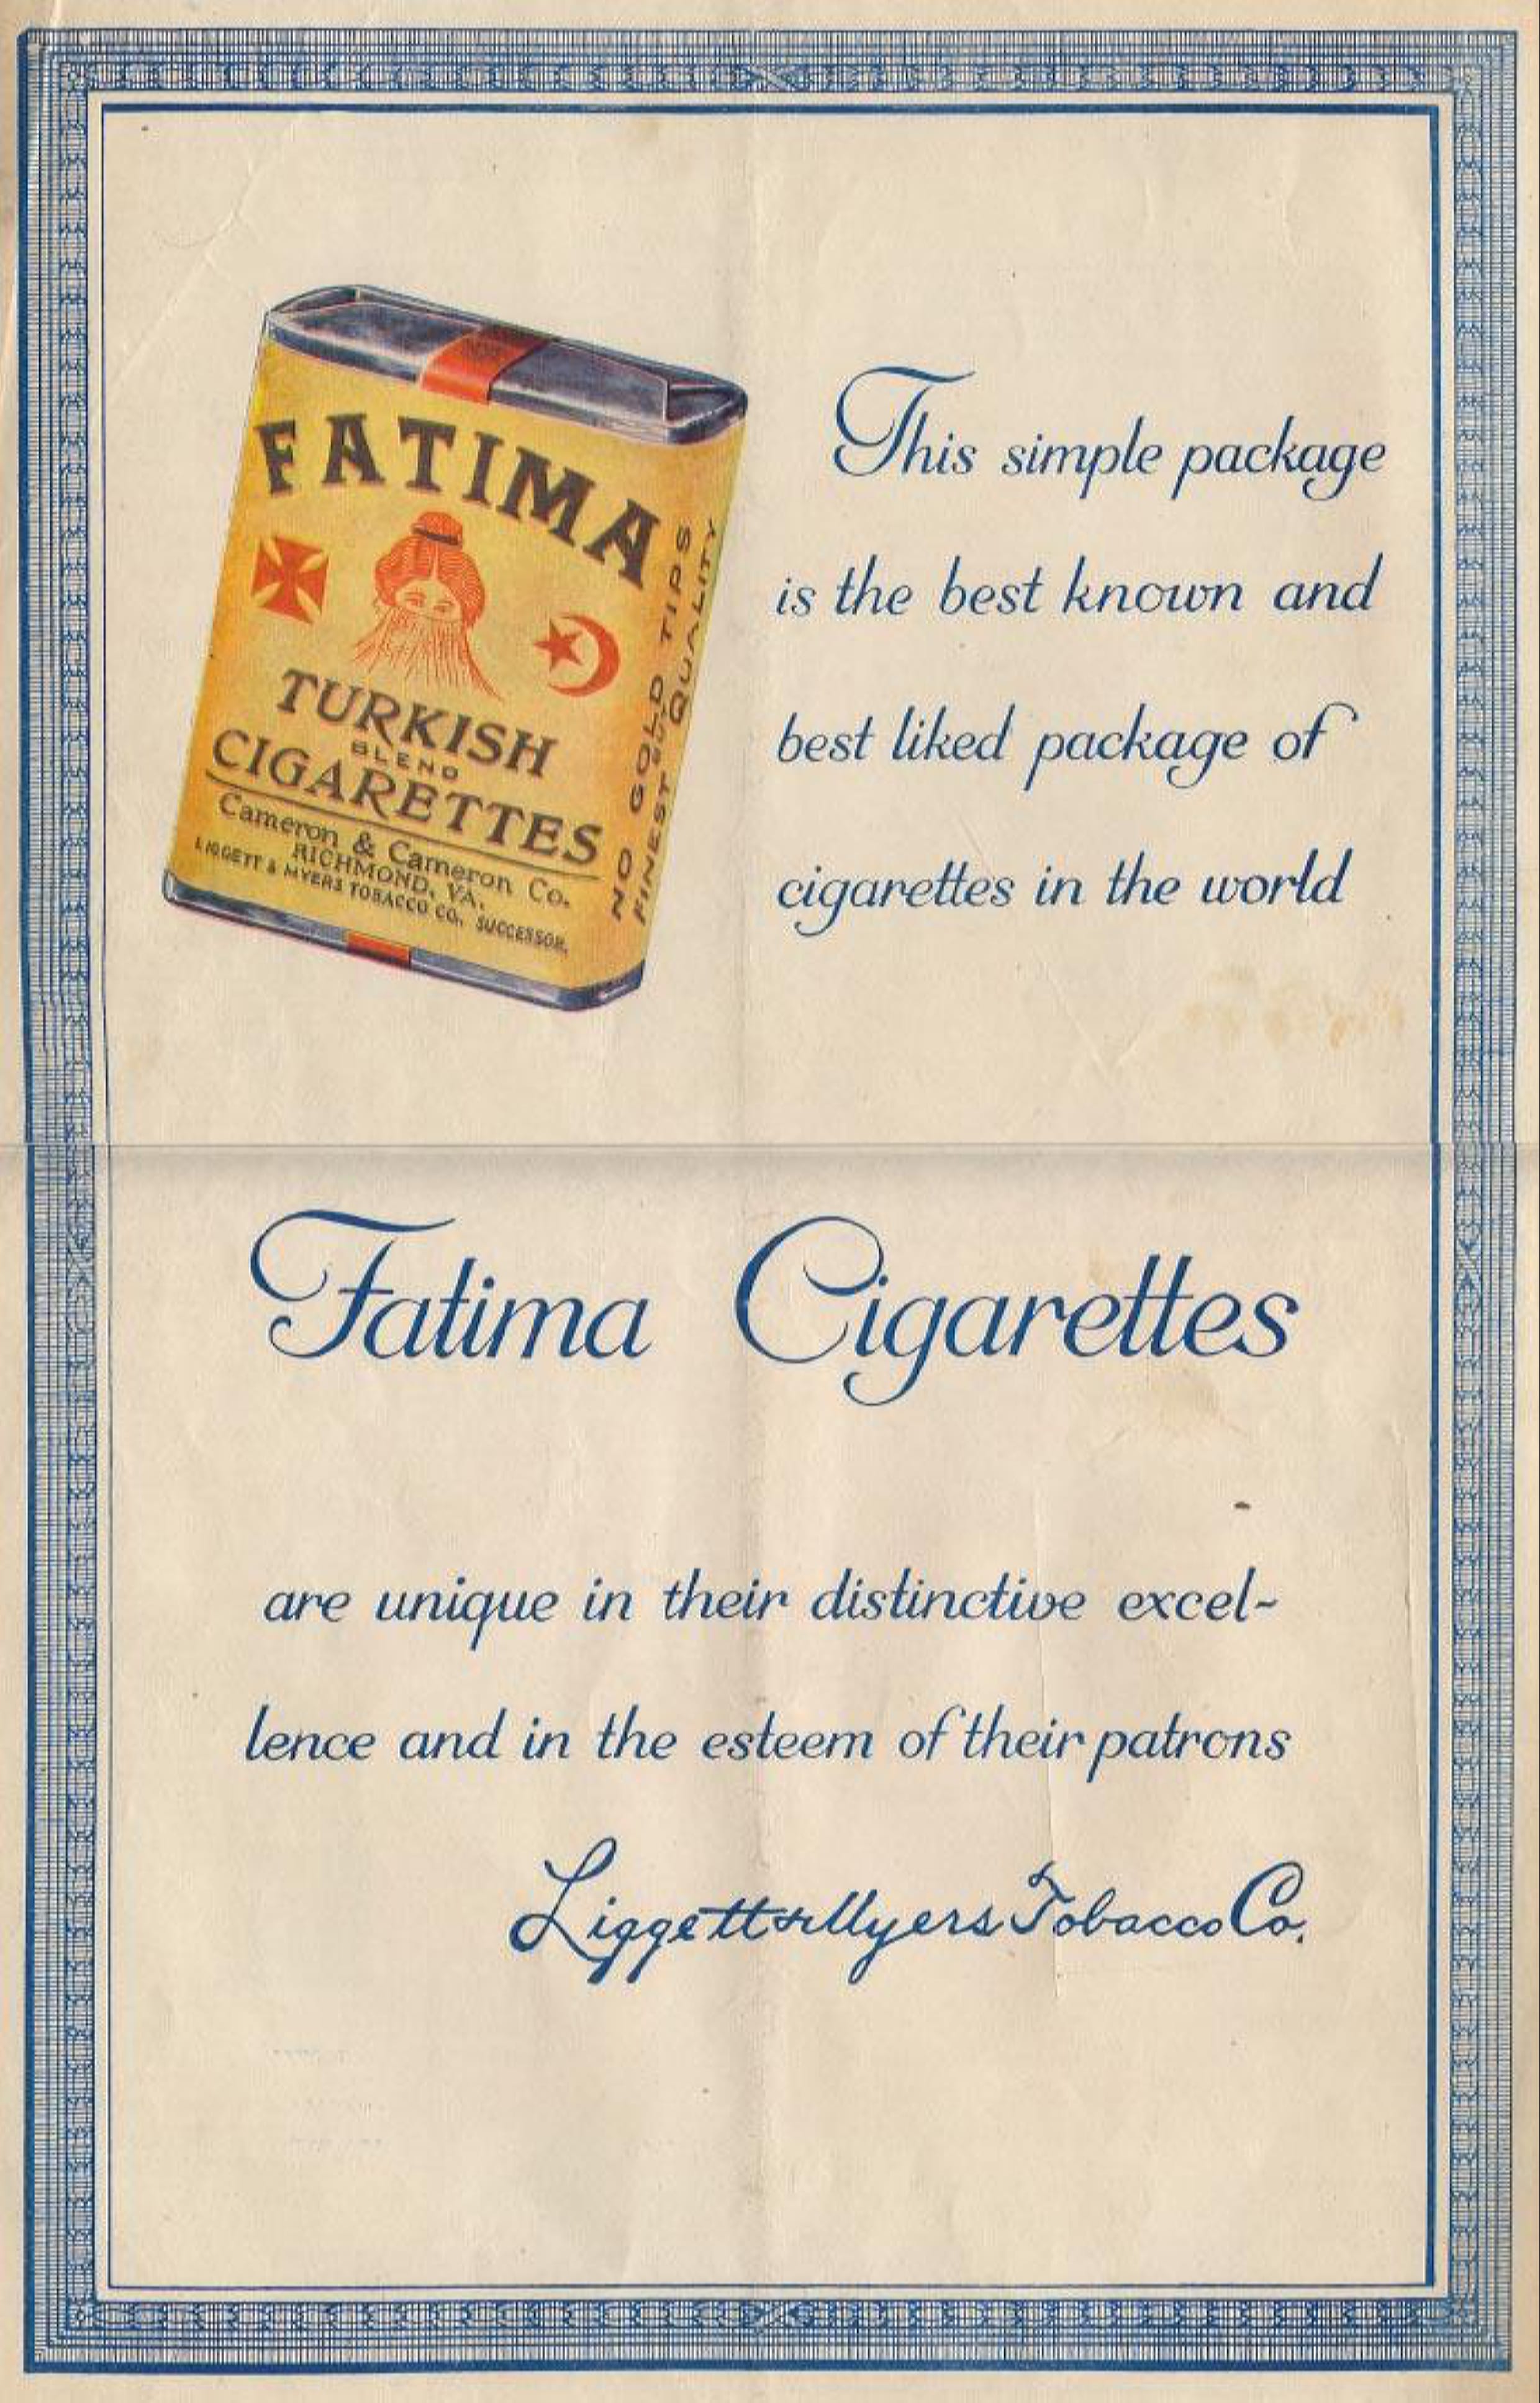 FATIMA
TURKISH
BLEND
CIGARETTES
Cameron & Cameron Co.
RICHMOND, VA.
LIGGETT & MYERS TOBACCO CO., SUCCESSOR.
NO GOLD TIPS
FINEST QUALITY
This simple package
is the best known and
best liked package of
cigarettes in the world
Fatima Cigarettes
are unique in their distinctive excel-
lence and in the esteem of their patrons
Liggett & Myers Tobacco Co.